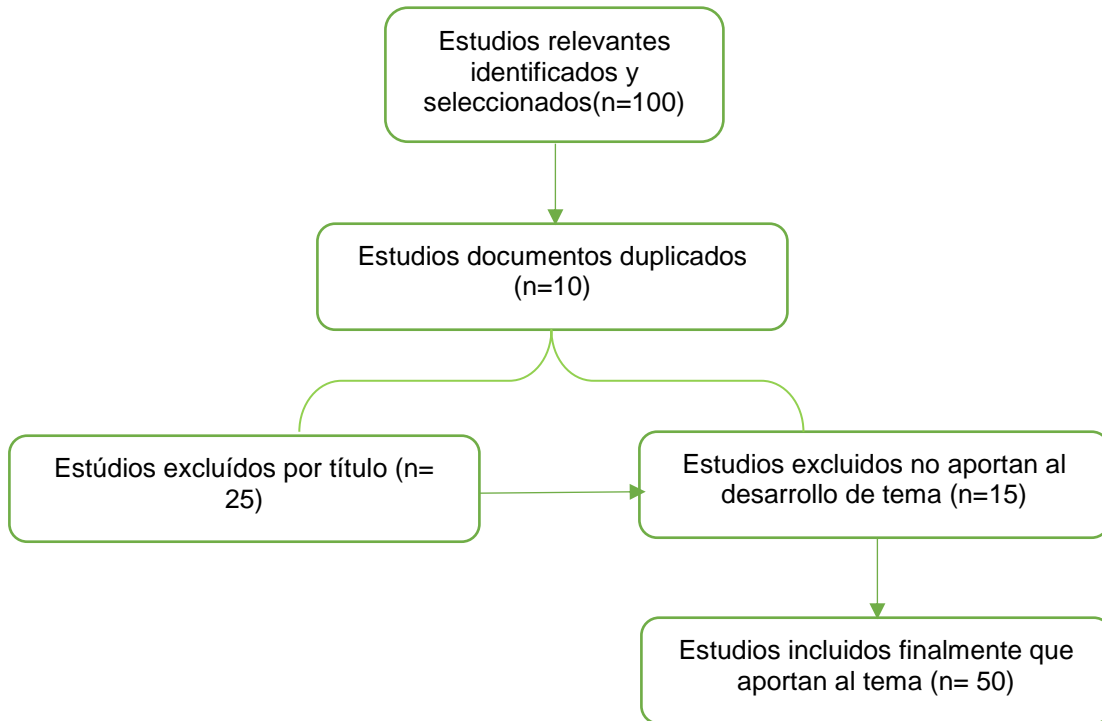 Estudios relevantes
identificados y
seleccionados(n=100)
Estudios documentos duplicados
(n=10)
Estúdios excluídos por título (n=
25)
Estudios excluidos no aportan al
desarrollo de tema (n=15)
Estudios incluidos finalmente que
aportan al tema (n= 50)